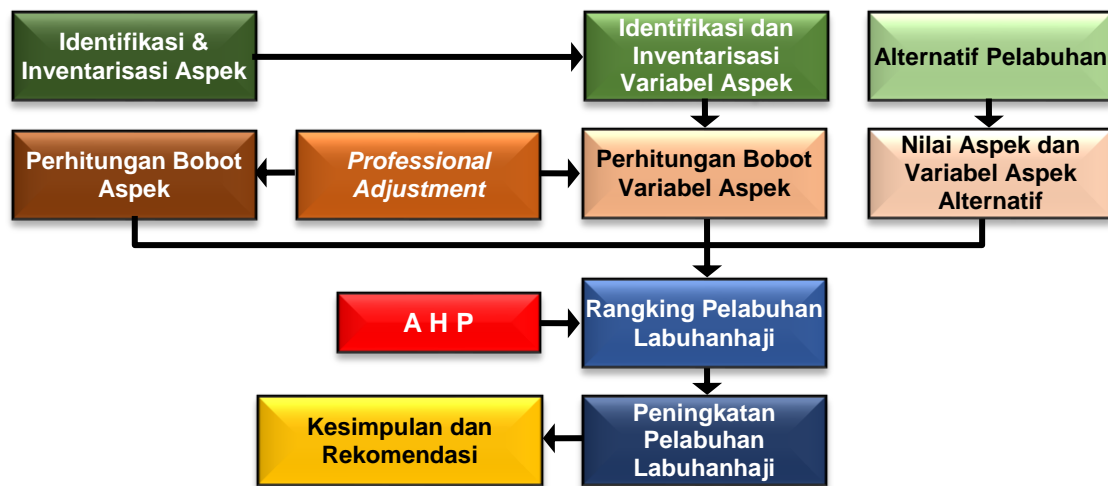 Identifikasi &
Inventarisasi Aspek
Identifikasi dan
Inventarisasi
Variabel Aspek
Alternatif Pelabuhan
Perhitungan Bobot
Aspek
Professional
Adjustment
Perhitungan Bobot
Variabel Aspek
Nilai Aspek dan
Variabel Aspek
Alternatif
A H P
Rangking Pelabuhan
Labuhanhaji
Kesimpulan dan
Rekomendasi
Peningkatan
Pelabuhan
Labuhanhaji